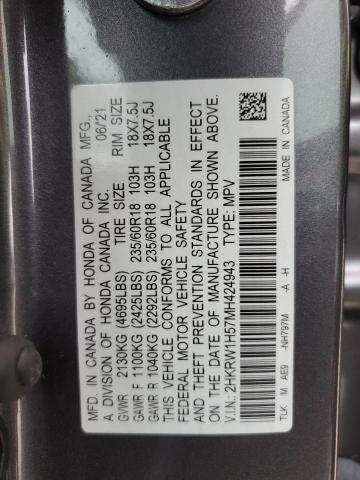 MFD. IN CANADA BY HONDA OF CANADA MFG.,
A DIVISION OF HONDA CANADA INC. 06/'21
GVWR 2130KG (4695LBS) TIRE SIZE RIM SIZE
GAWR F 1100KG (2425LBS) 235/60R18 103H 18X7.5J
GAWR R 1040KG (2292LBS) 235/60R18 103H 18X7.5J
THIS VEHICLE CONFORMS TO ALL APPLICABLE
FEDERAL MOTOR VEHICLE SAFETY
AND THEFT PREVENTION STANDARDS IN EFFECT
ON THE DATE OF MANUFACTURE SHOWN ABOVE.
V.I.N.: 2HKRW1H57MH424943 TYPE: MPV
TLK M AE9 -NH797M -A -H MADE IN CANADA